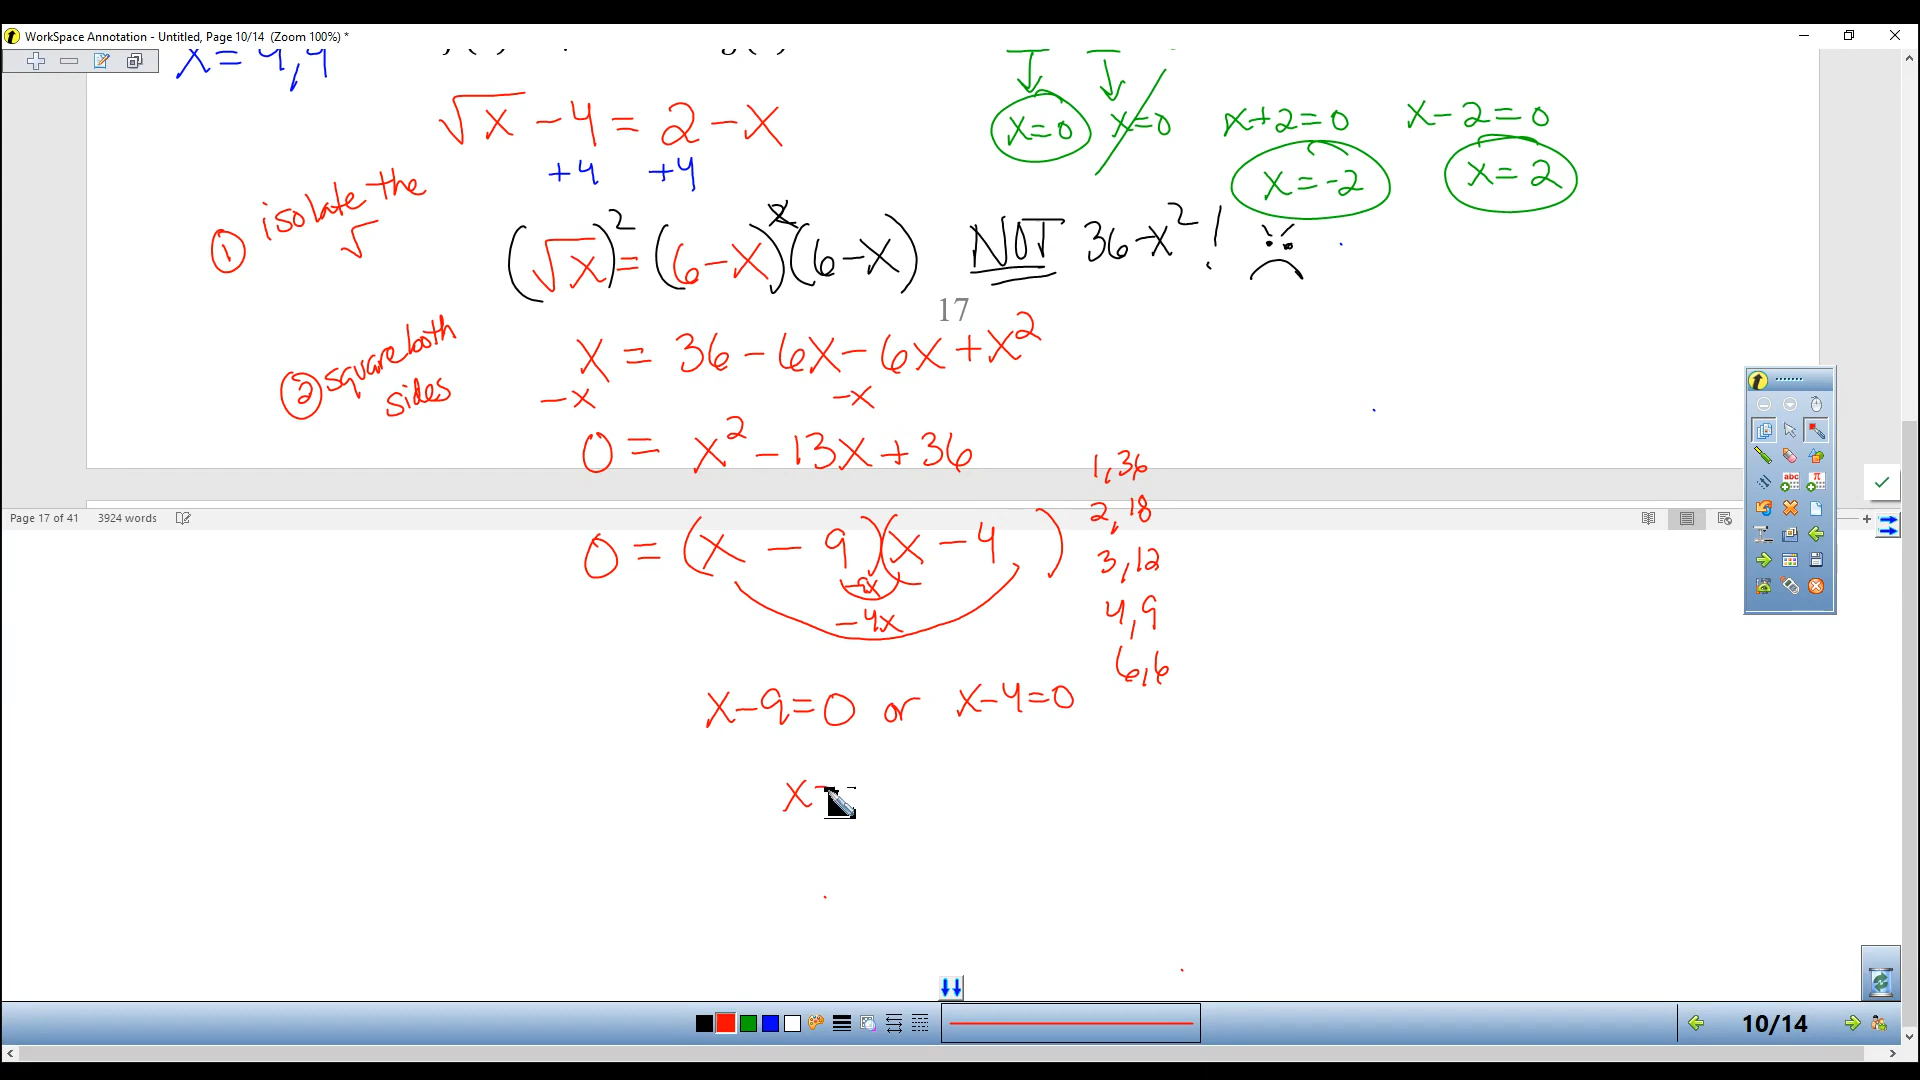 WorkSpace Annotation - Untitled, Page 10/14 (Zoom 100%) *
x = 4,9
√x - 4 = 2 - x
+4 +4
x=0 x=0 x+2=0 x-2=0
x=-2 x=2
① isolate the √
(√x)² = (6-x)²(6-x) NOT 36-x²!
17
② square both sides
x = 36 - 6x - 6x + x²
-x -x
0 = x² - 13x + 36
1,36
2,18
3,12
4,9
6,6
Page 17 of 41 3924 words
0 = (x - 9)(x - 4)
-9x
-4x
x-9=0 or x-4=0
x=
abc
π
10/14